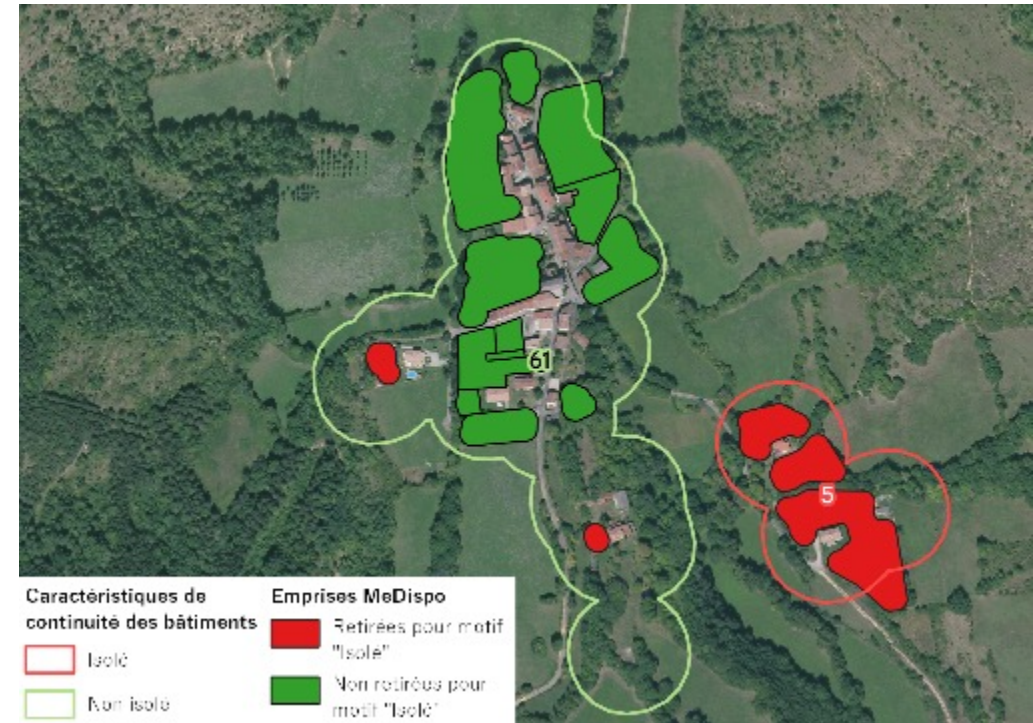 61
5
Caractéristiques de
continuité des bâtiments
Isolé
Non isolé
Emprises MeDispo
Retirées pour motif
"Isolé"
Non retirées pour
motif "Isolé"